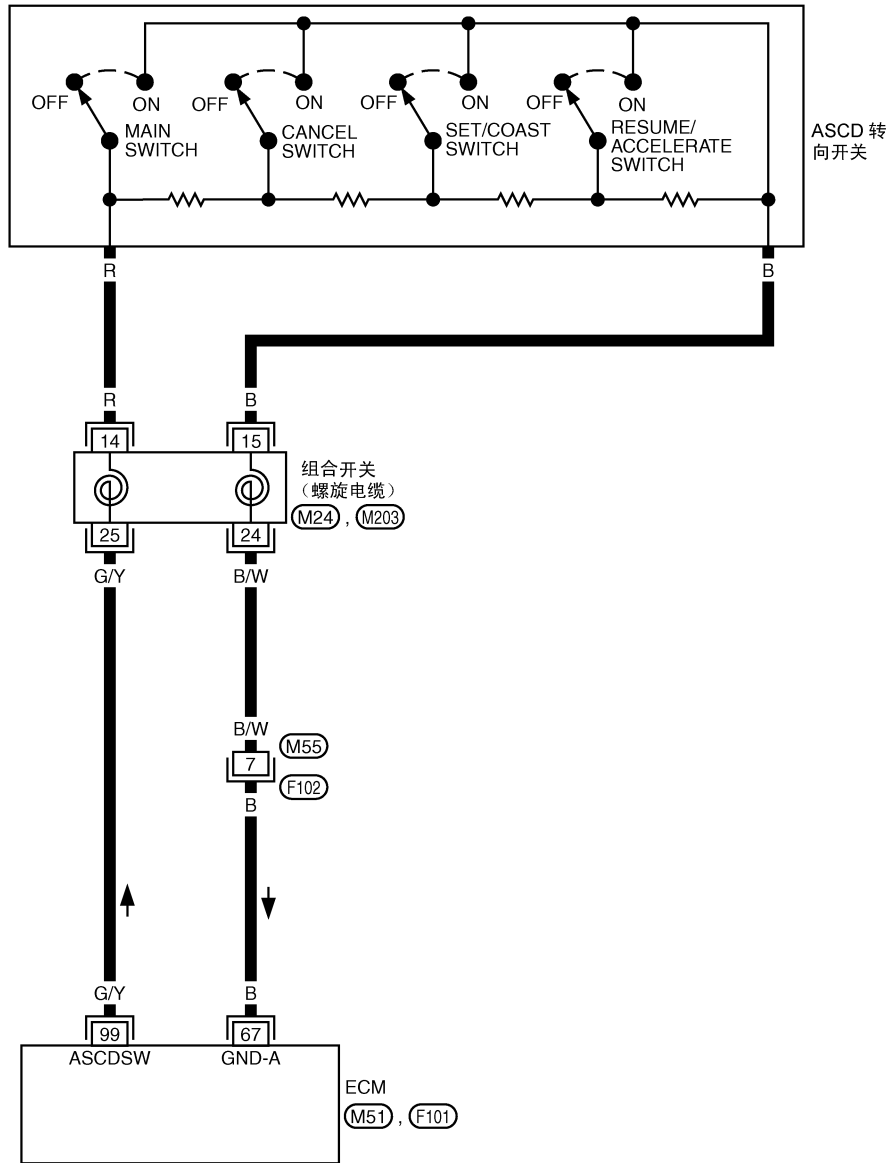 OFF ON OFF ON OFF ON OFF ON
MAIN
SWITCH
CANCEL
SWITCH
SET/COAST
SWITCH
RESUME/
ACCELERATE
SWITCH
ASCD 转
向开关
R B
R B
14 15
组合开关
（螺旋电缆）
M24 , M203
25 24
G/Y B/W
B/W
M55
7
F102
B
G/Y B
99 67
ASCDSW GND-A
ECM
M51 , F101